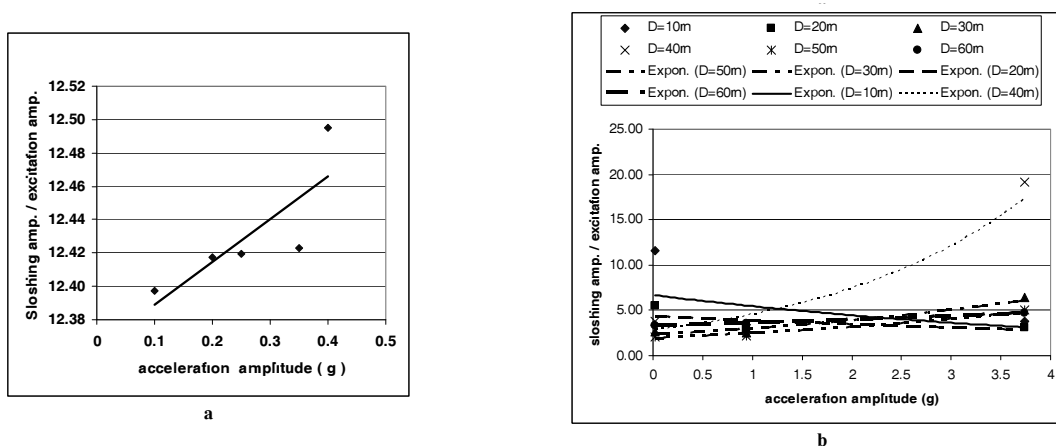 12.52
12.50
12.48
12.46
12.44
12.42
12.40
12.38
0 0.1 0.2 0.3 0.4 0.5
Sloshing amp. / excitation amp.
acceleration amplitude ( g )
a
D=10m D=20m D=30m
D=40m D=50m D=60m
Expon. (D=50m) Expon. (D=30m) Expon. (D=20m)
Expon. (D=60m) Expon. (D=10m) Expon. (D=40m)
25.00
20.00
15.00
10.00
5.00
0.00
0 0.5 1 1.5 2 2.5 3 3.5 4
sloshing amp. / excitation amp.
acceleration amplitude (g)
b